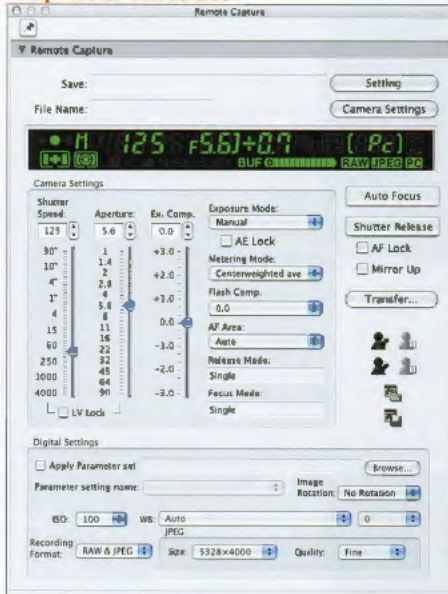 Remote Capture
Remote Capture
Save:
Setting
File Name:
Camera Settings
M 125 F5.6J+0.7 [Pc]
BUF RAW JPEG PC
Camera Settings
Shutter Speed: Aperture: Ex. Comp.
125 5.6 0.0
90" 1 +3.0
10" 1.4
2 +2.0
4" 2.8
1" 4 +1.0
5.6
4 8 0.0
15 11
16 -1.0
60 22
250 32 -2.0
45
1000 64
4000 90 -3.0
LV Lock
Exposure Mode:
Manual
AE Lock
Metering Mode:
Centerweighted ave
Flash Comp.
0.0
AF Area:
Auto
Release Mode:
Single
Focus Mode:
Single
Auto Focus
Shutter Release
AF Lock
Mirror Up
Transfer...
Digital Settings
Apply Parameter set
Browse...
Parameter setting name:
Image Rotation: No Rotation
ISO: 100 WB: Auto 0
JPEG
Recording Format: RAW & JPEG Size: 5328×4000 Quality: Fine